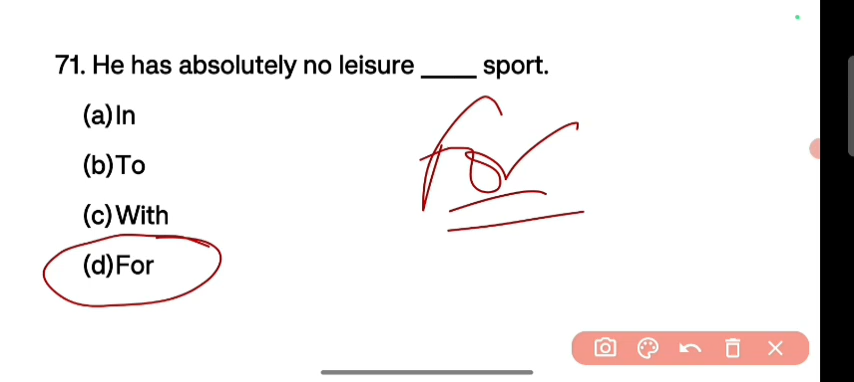 71. He has absolutely no leisure ____ sport.
(a)In
(b)To
for
(c)With
(d)For